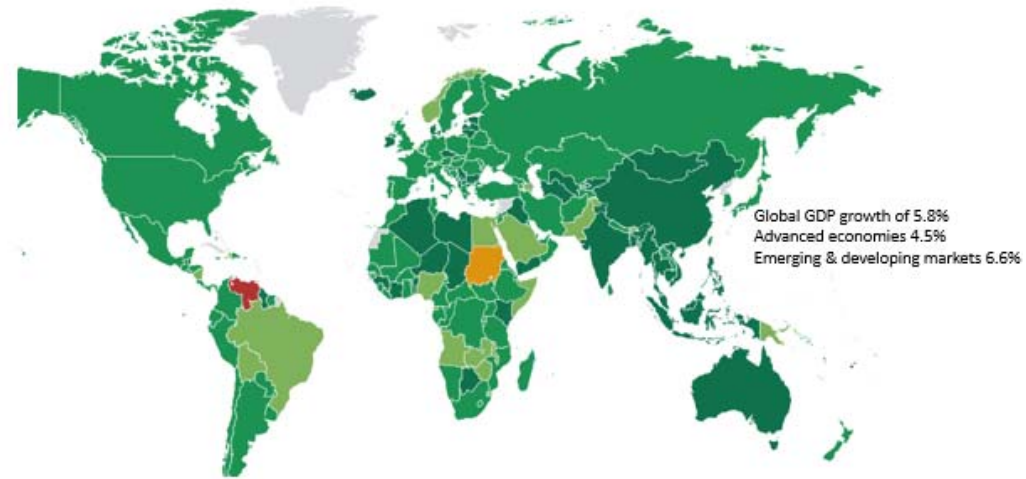 Global GDP growth of 5.8%
Advanced economies 4.5%
Emerging & developing markets 6.6%